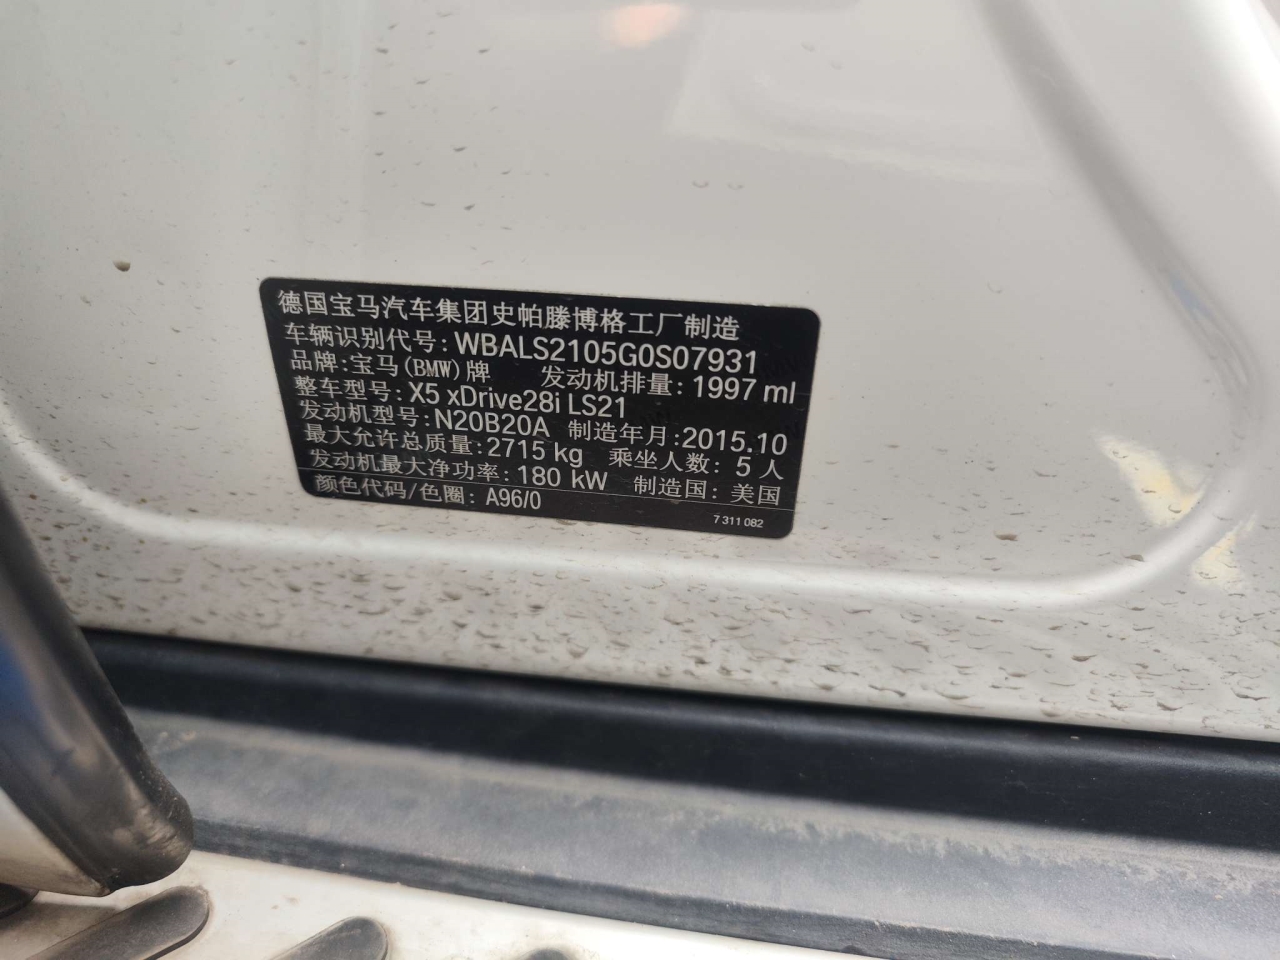 德国宝马汽车集团史帕滕博格工厂制造
车辆识别代号: WBALS2105G0S07931
品牌: 宝马(BMW)牌 发动机排量: 1997 ml
整车型号: X5 xDrive28i LS21
发动机型号: N20B20A 制造年月: 2015.10
最大允许总质量: 2715 kg 乘坐人数: 5 人
发动机最大净功率: 180 kW 制造国: 美国
颜色代码/色圈: A96/0
7 311 082